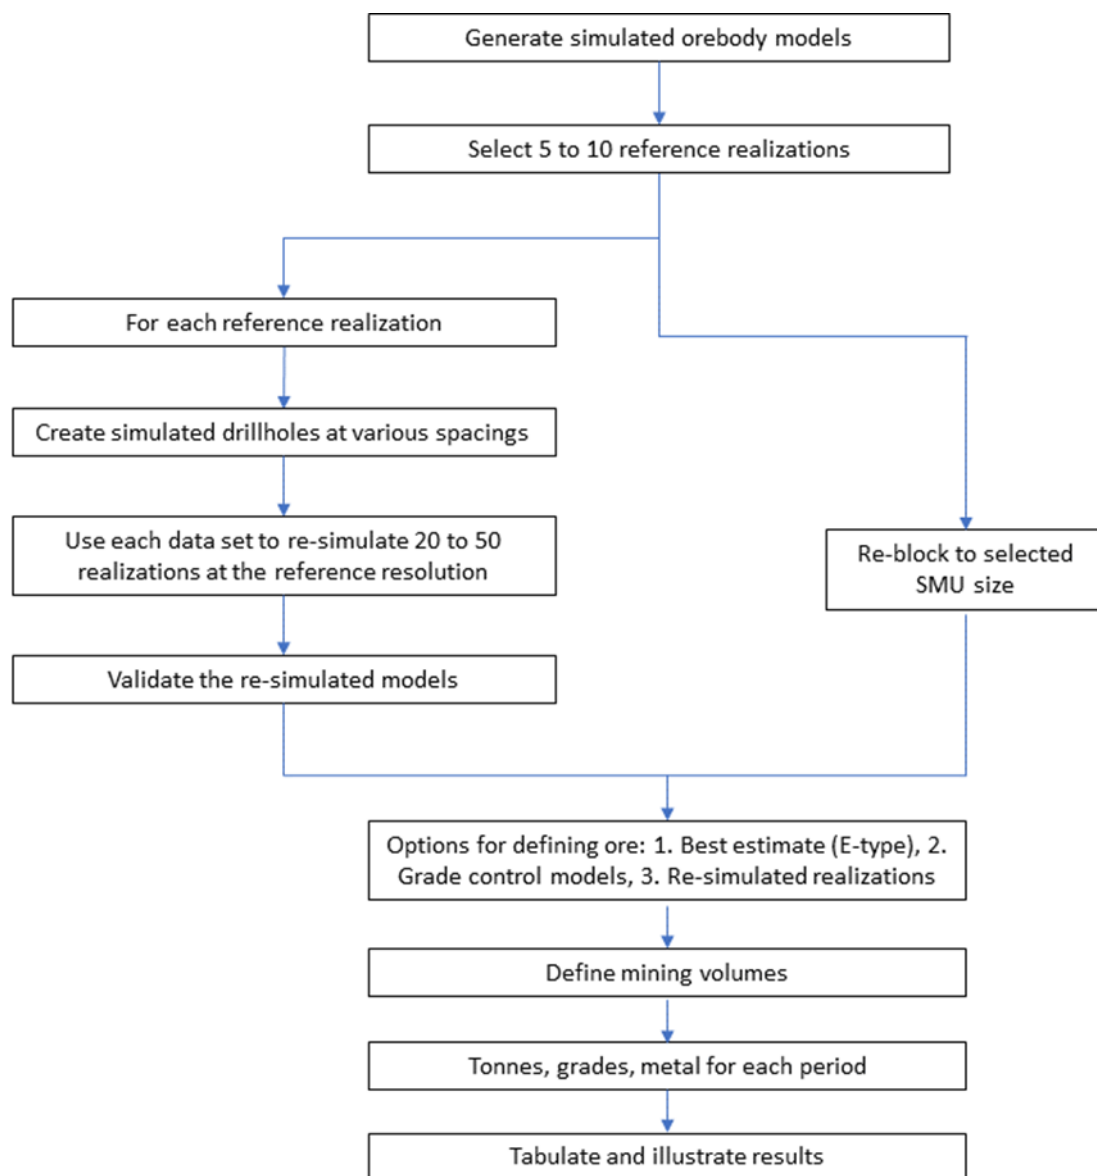 Generate simulated orebody models
Select 5 to 10 reference realizations
For each reference realization
Create simulated drillholes at various spacings
Use each data set to re-simulate 20 to 50
realizations at the reference resolution
Validate the re-simulated models
Re-block to selected
SMU size
Options for defining ore: 1. Best estimate (E-type), 2.
Grade control models, 3. Re-simulated realizations
Define mining volumes
Tonnes, grades, metal for each period
Tabulate and illustrate results